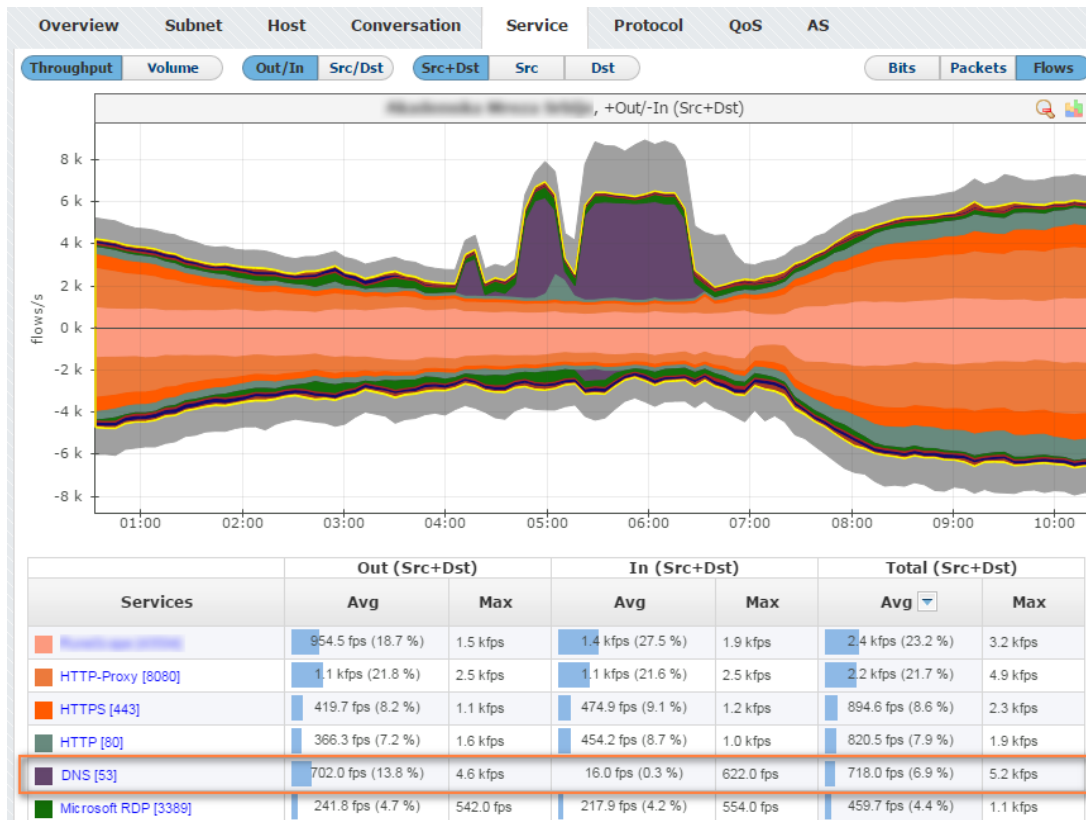 Overview Subnet Host Conversation Service Protocol QoS AS
Throughput Volume Out/In Src/Dst Src+Dst Src Dst Bits Packets Flows
, +Out/-In (Src+Dst)
8 k
6 k
4 k
2 k
0 k
-2 k
-4 k
-6 k
-8 k
flows/s
01:00 02:00 03:00 04:00 05:00 06:00 07:00 08:00 09:00 10:00
Out (Src+Dst) In (Src+Dst) Total (Src+Dst)
Services Avg Max Avg Max Avg Max
954.5 fps (18.7 %) 1.5 kfps 1.4 kfps (27.5 %) 1.9 kfps 2.4 kfps (23.2 %) 3.2 kfps
HTTP-Proxy [8080] 1.1 kfps (21.8 %) 2.5 kfps 1.1 kfps (21.6 %) 2.5 kfps 2.2 kfps (21.7 %) 4.9 kfps
HTTPS [443] 419.7 fps (8.2 %) 1.1 kfps 474.9 fps (9.1 %) 1.2 kfps 894.6 fps (8.6 %) 2.3 kfps
HTTP [80] 366.3 fps (7.2 %) 1.6 kfps 454.2 fps (8.7 %) 1.0 kfps 820.5 fps (7.9 %) 1.9 kfps
DNS [53] 702.0 fps (13.8 %) 4.6 kfps 16.0 fps (0.3 %) 622.0 fps 718.0 fps (6.9 %) 5.2 kfps
Microsoft RDP [3389] 241.8 fps (4.7 %) 542.0 fps 217.9 fps (4.2 %) 554.0 fps 459.7 fps (4.4 %) 1.1 kfps